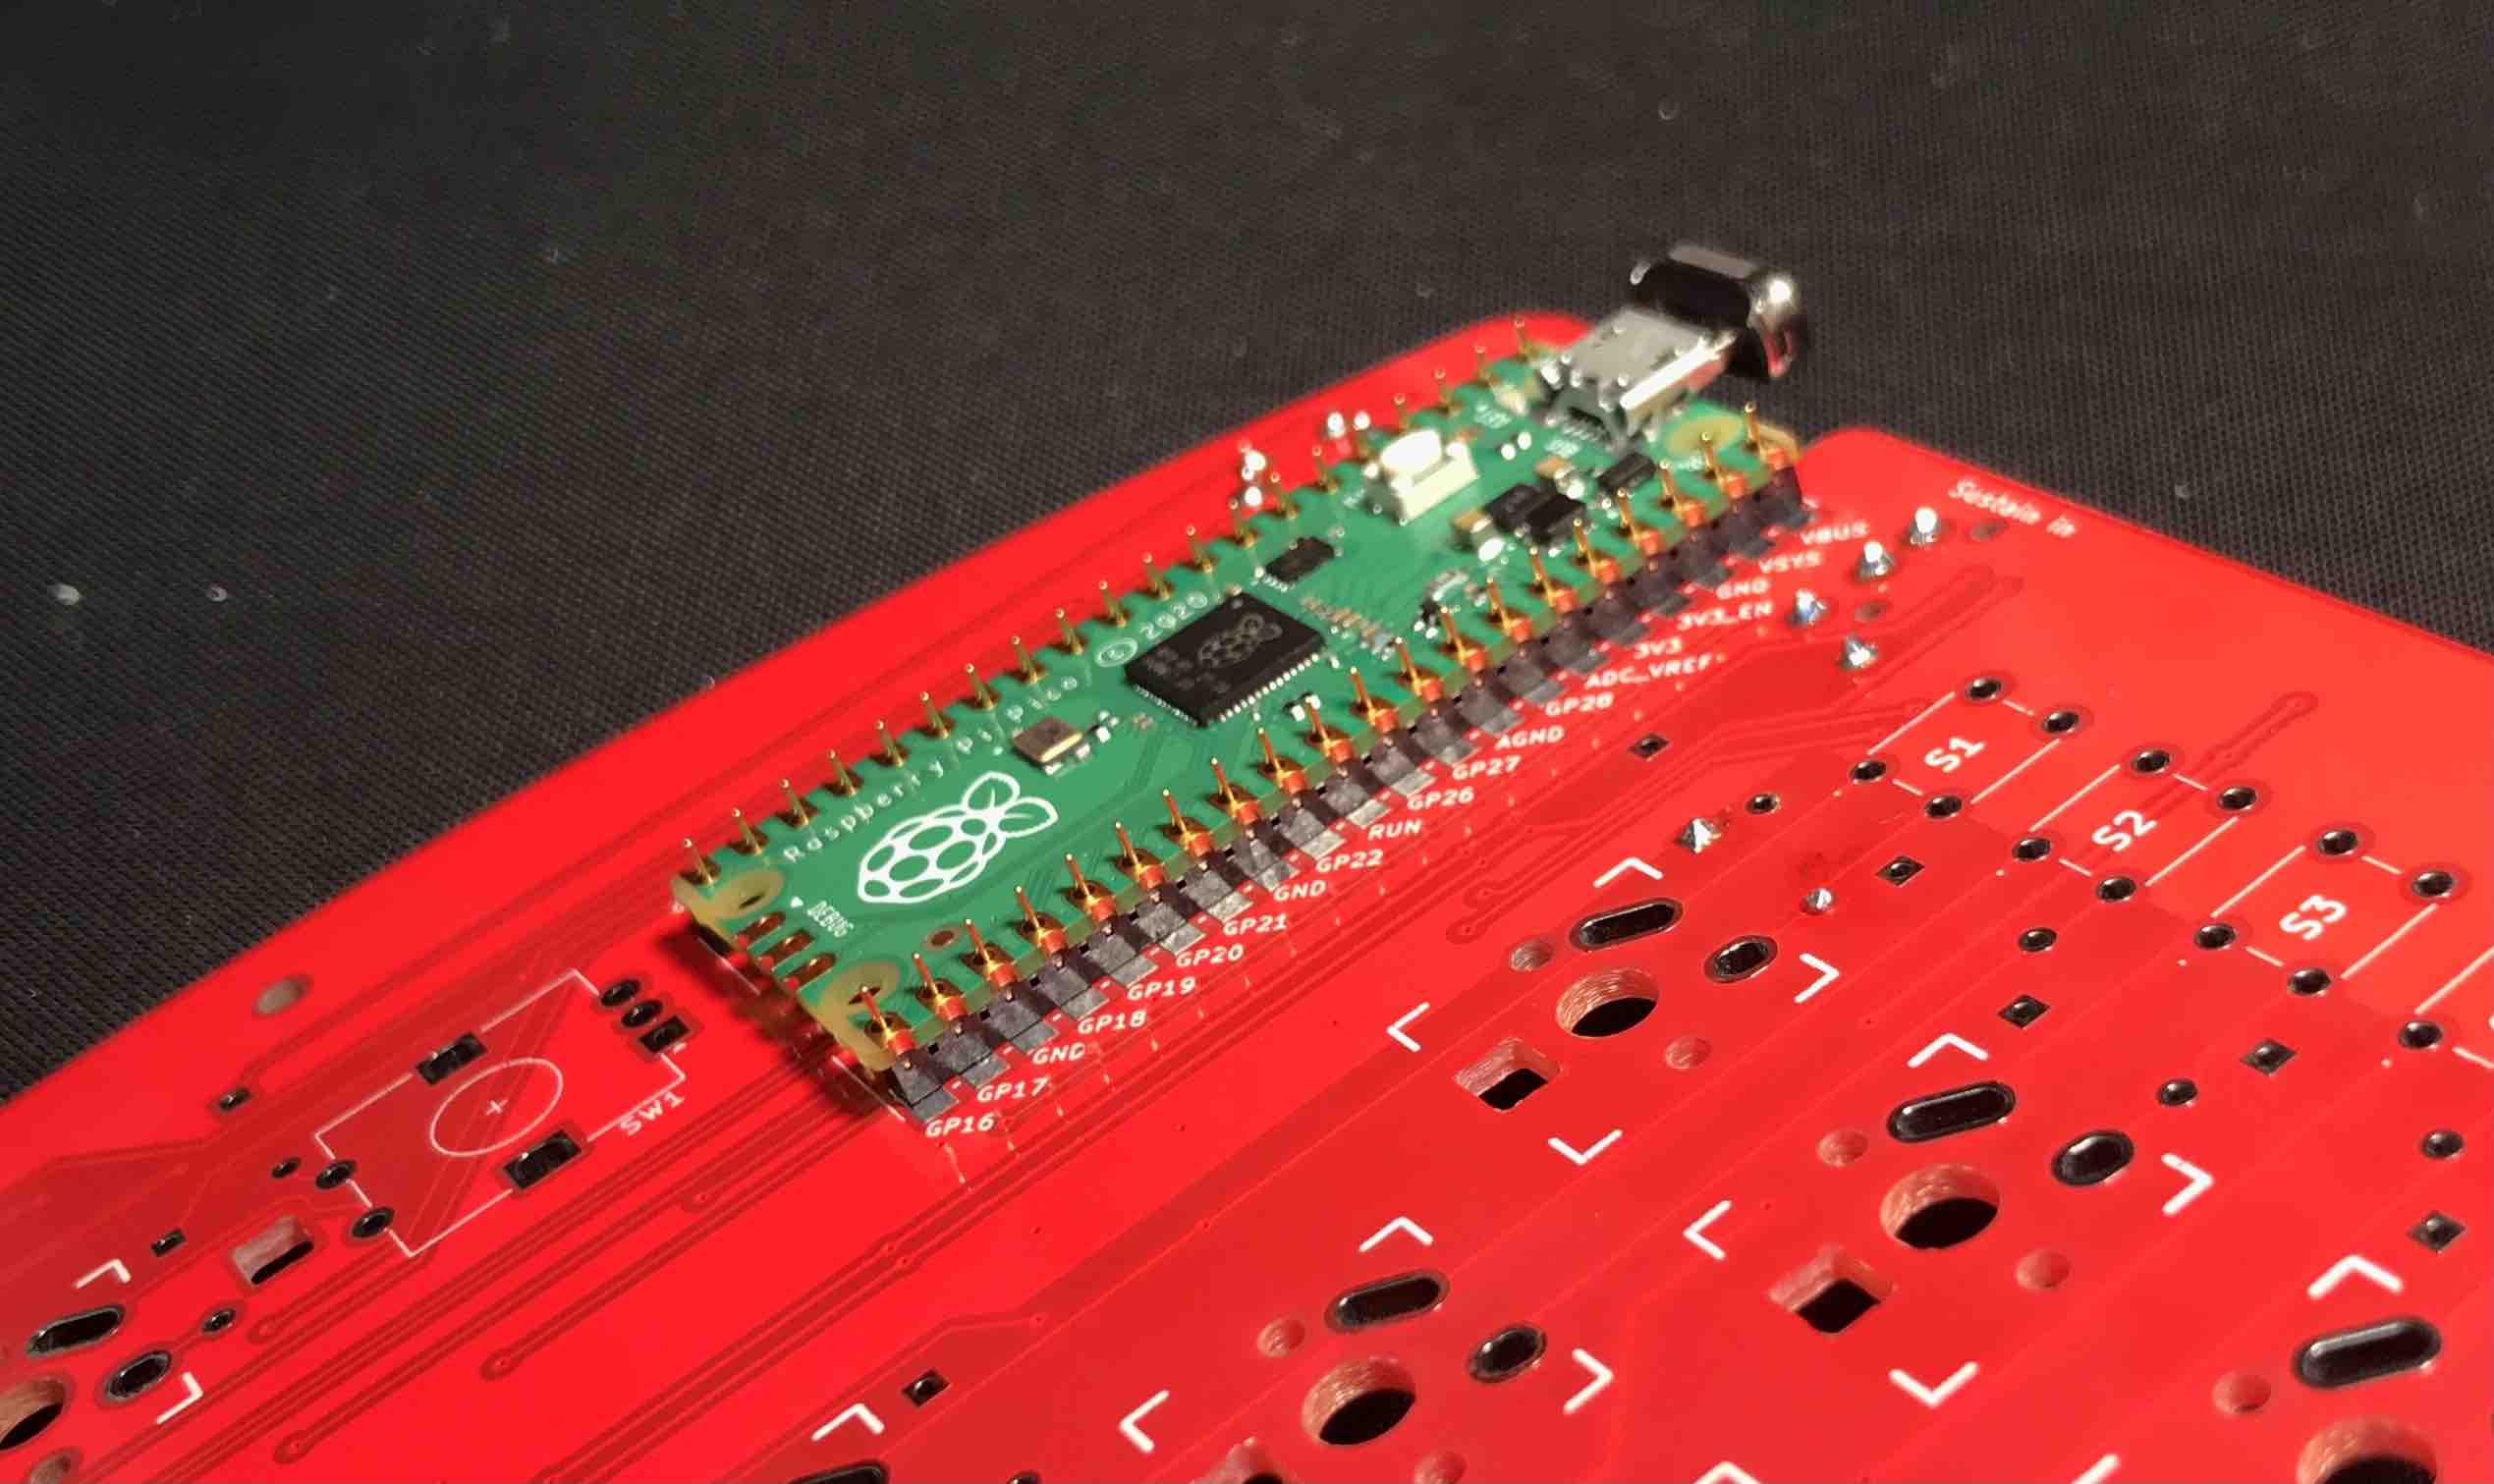 Sustain in
VBUS
VSYS
GND
3V3_EN
3V3
ADC_VREF
GP28
AGND
GP27
GP26
RUN
GP22
GND
GP21
GP20
GP19
GP18
GND
GP17
GP16
Raspberry Pi Pico © 2020
DEBUG
SW1
S1
S2
S3